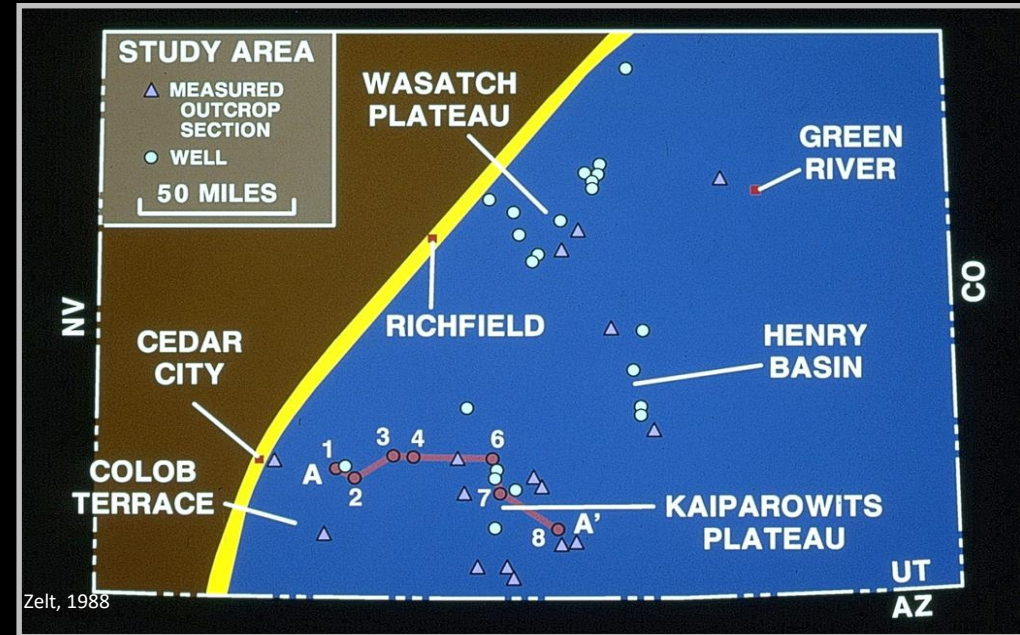 STUDY AREA
MEASURED
OUTCROP
SECTION
WELL
50 MILES
WASATCH
PLATEAU
GREEN
RIVER
NV
CO
RICHFIELD
CEDAR
CITY
HENRY
BASIN
1
3
4
6
A
2
COLOB
TERRACE
7
KAIPAROWITS
PLATEAU
A'
8
UT
AZ
Zelt, 1988